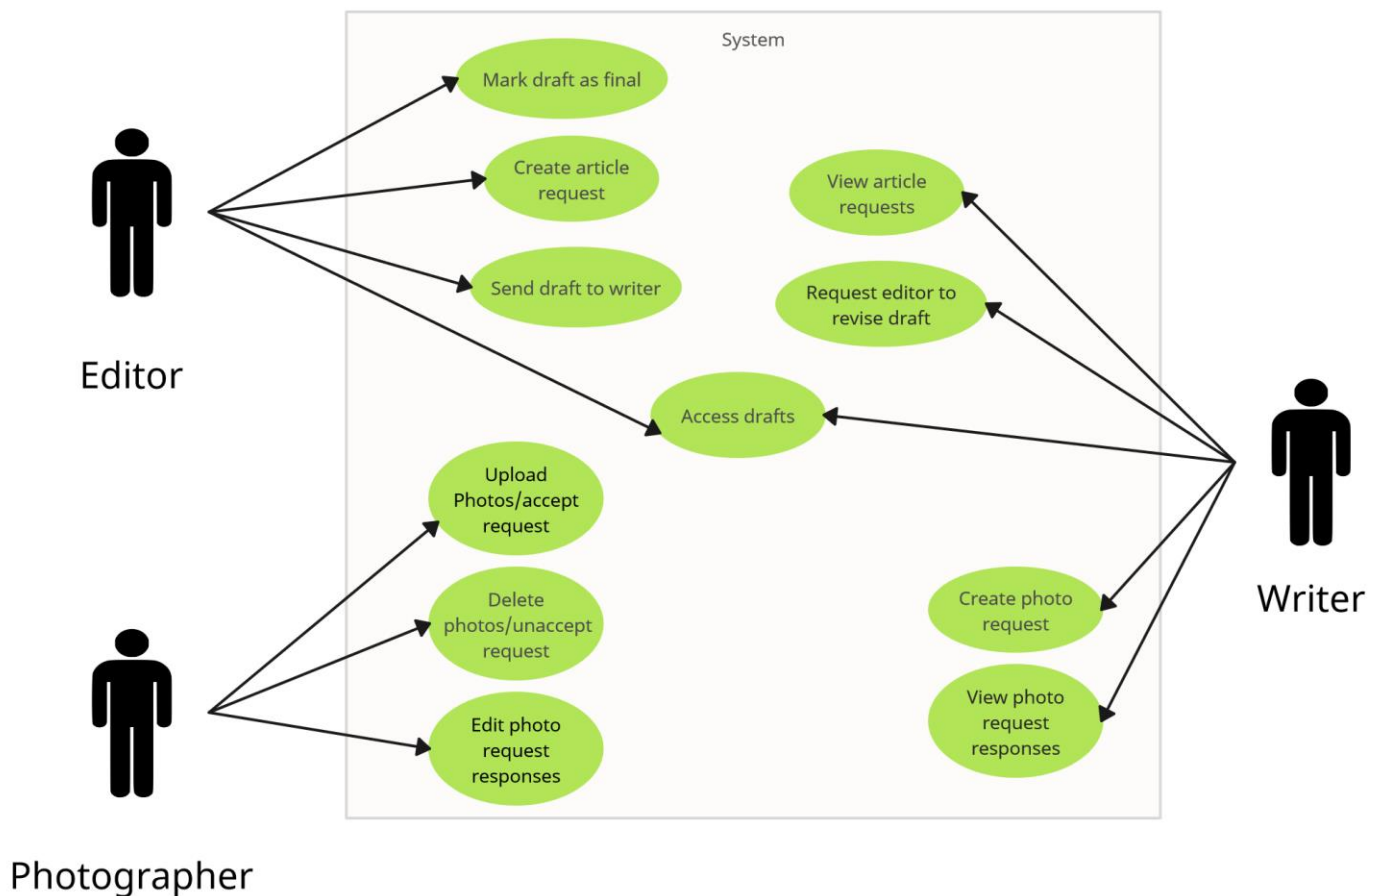 System
Mark draft as final
Create article
request
Send draft to writer
View article
requests
Request editor to
revise draft
Access drafts
Editor
Upload
Photos/accept
request
Delete
photos/unaccept
request
Edit photo
request
responses
Create photo
request
View photo
request
responses
Writer
Photographer